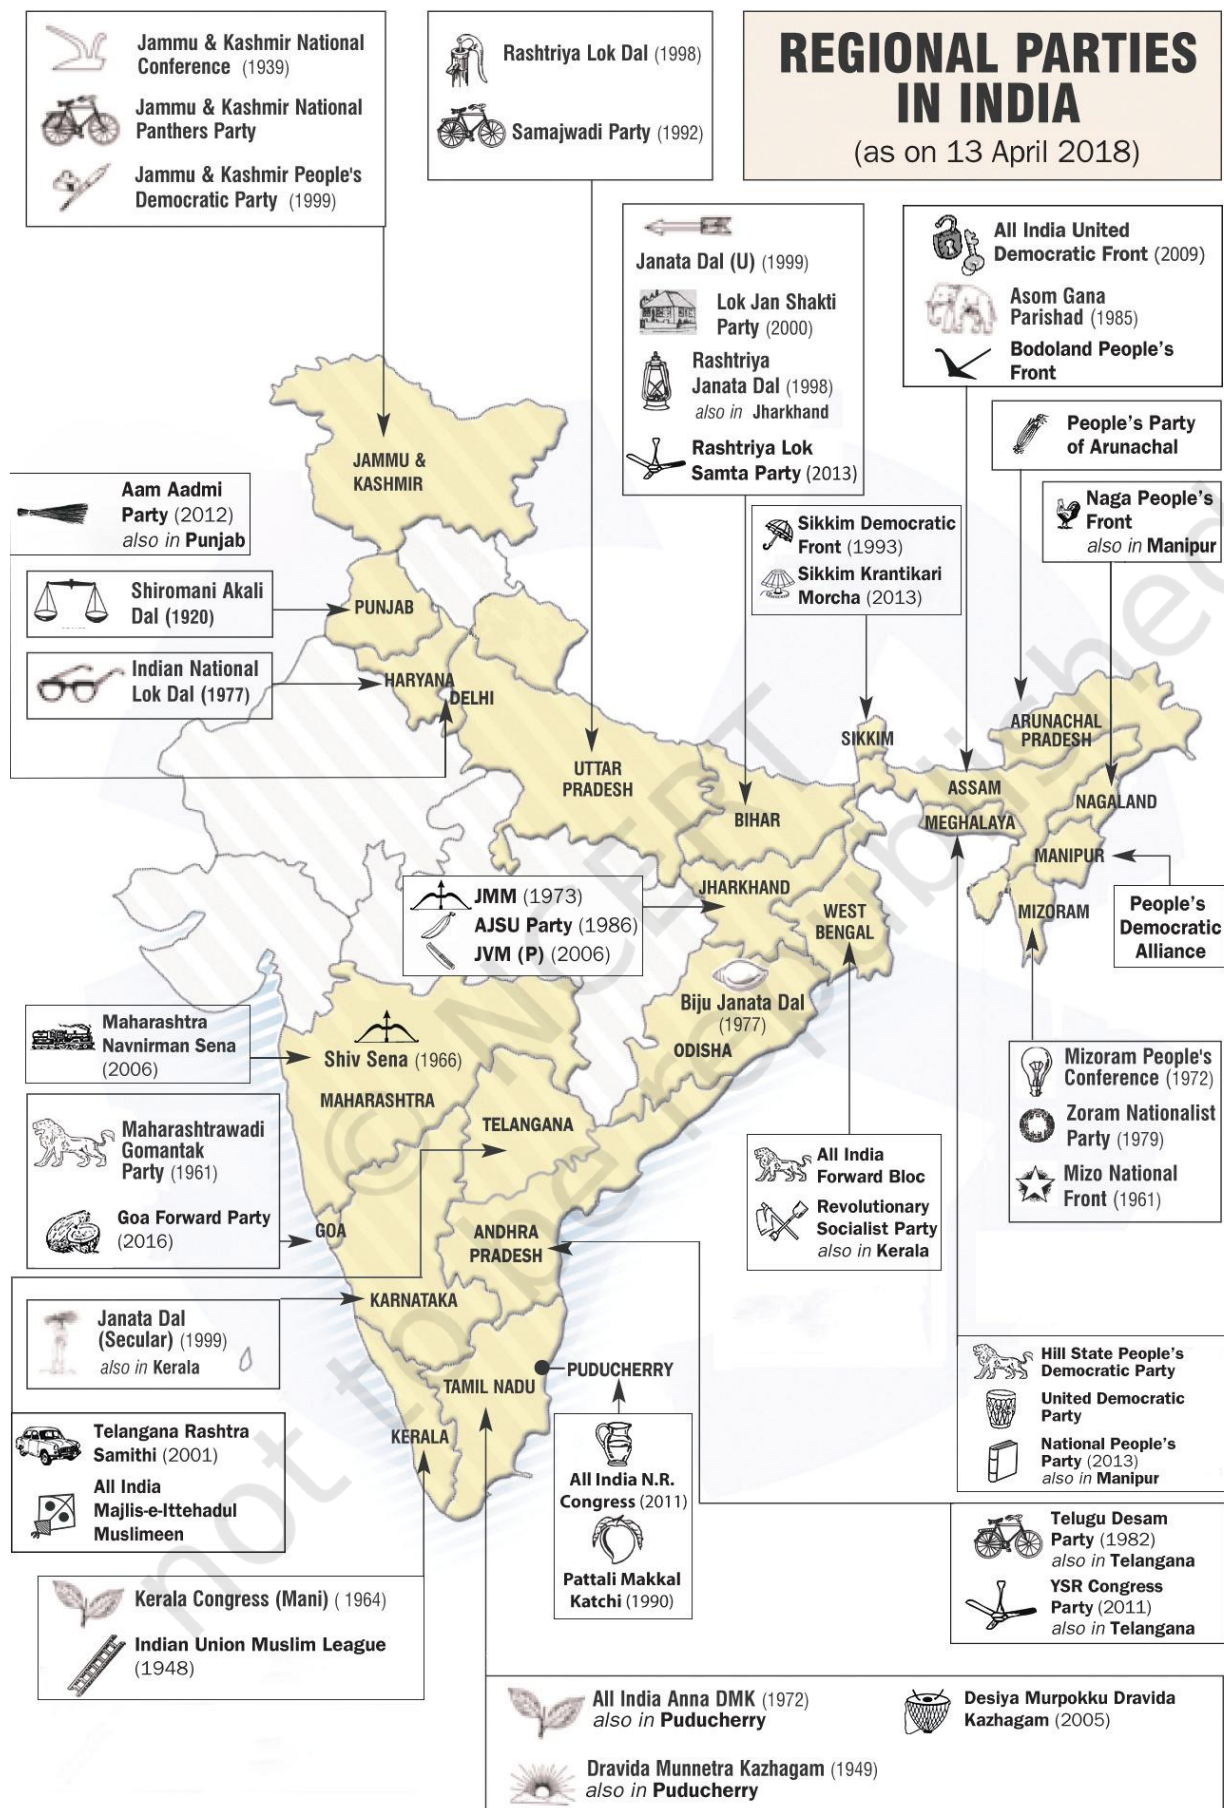 REGIONAL PARTIES
IN INDIA
(as on 13 April 2018)
Jammu & Kashmir National
Conference (1939)
Jammu & Kashmir National
Panthers Party
Jammu & Kashmir People's
Democratic Party (1999)
Rashtriya Lok Dal (1998)
Samajwadi Party (1992)
Janata Dal (U) (1999)
Lok Jan Shakti
Party (2000)
Rashtriya
Janata Dal (1998)
also in Jharkhand
Rashtriya Lok
Samta Party (2013)
All India United
Democratic Front (2009)
Asom Gana
Parishad (1985)
Bodoland People's
Front
People's Party
of Arunachal
Naga People's
Front
also in Manipur
Sikkim Democratic
Front (1993)
Sikkim Krantikari
Morcha (2013)
Aam Aadmi
Party (2012)
also in Punjab
Shiromani Akali
Dal (1920)
Indian National
Lok Dal (1977)
JAMMU &
KASHMIR
PUNJAB
HARYANA
DELHI
UTTAR
PRADESH
BIHAR
SIKKIM
ARUNACHAL
PRADESH
ASSAM
NAGALAND
MEGHALAYA
MANIPUR
MIZORAM
JHARKHAND
WEST
BENGAL
JMM (1973)
AJSU Party (1986)
JVM (P) (2006)
People's
Democratic
Alliance
Biju Janata Dal
(1977)
ODISHA
Maharashtra
Navnirman Sena
(2006)
Shiv Sena (1966)
MAHARASHTRA
TELANGANA
Mizoram People's
Conference (1972)
Zoram Nationalist
Party (1979)
Mizo National
Front (1961)
Maharashtrawadi
Gomantak
Party (1961)
Goa Forward Party
(2016)
GOA
ANDHRA
PRADESH
All India
Forward Bloc
Revolutionary
Socialist Party
also in Kerala
KARNATAKA
Janata Dal
(Secular) (1999)
also in Kerala
TAMIL NADU
PUDUCHERRY
KERALA
Hill State People's
Democratic Party
United Democratic
Party
National People's
Party (2013)
also in Manipur
Telangana Rashtra
Samithi (2001)
All India
Majlis-e-Ittehadul
Muslimeen
All India N.R.
Congress (2011)
Pattali Makkal
Katchi (1990)
Telugu Desam
Party (1982)
also in Telangana
YSR Congress
Party (2011)
also in Telangana
Kerala Congress (Mani) ( 1964)
Indian Union Muslim League
(1948)
All India Anna DMK (1972)
also in Puducherry
Desiya Murpokku Dravida
Kazhagam (2005)
Dravida Munnetra Kazhagam (1949)
also in Puducherry
© NCERT
not to be republished